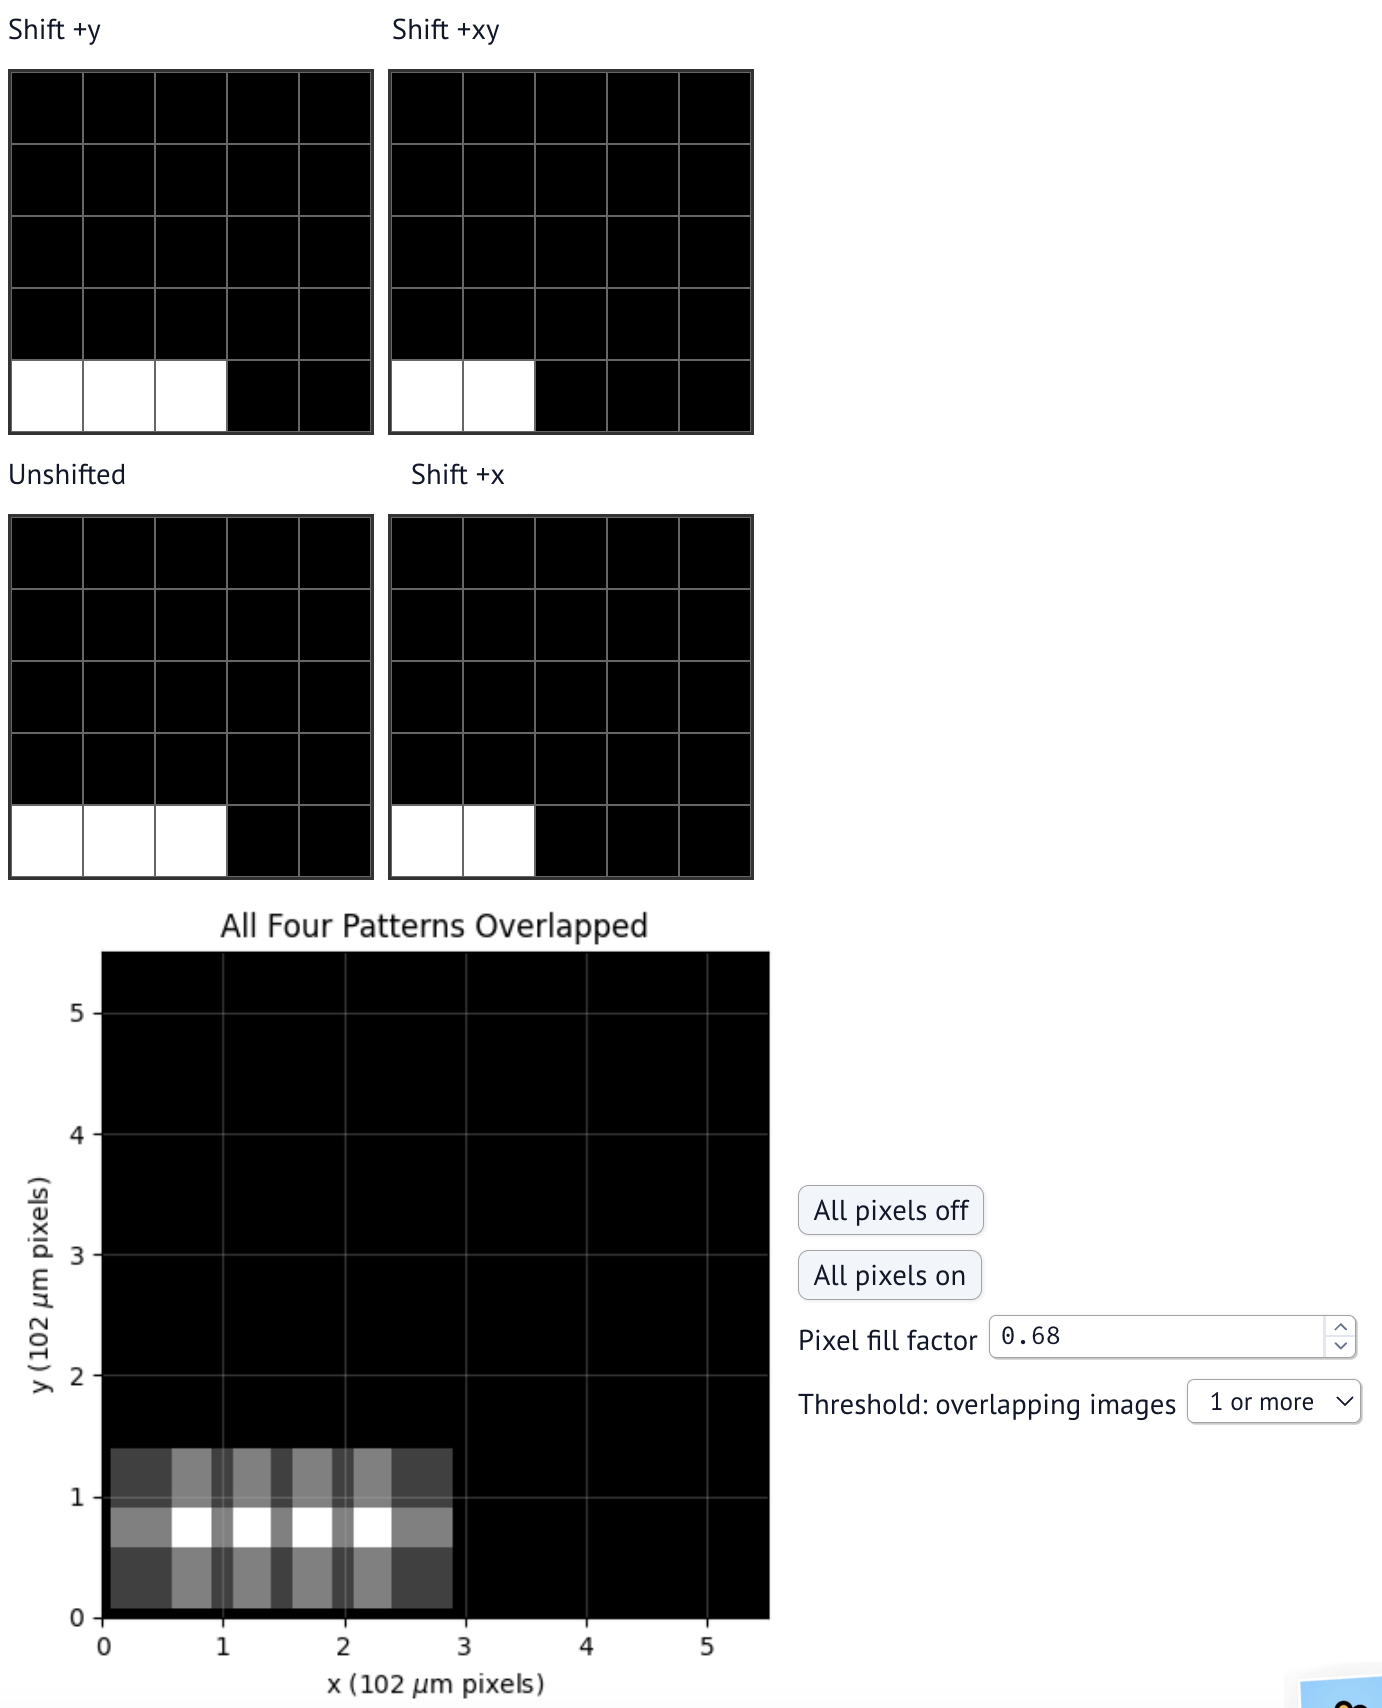 Shift +y
Shift +xy
Unshifted
Shift +x
All Four Patterns Overlapped
5
4
3
2
1
0
y (102 μm pixels)
0 1 2 3 4 5
x (102 μm pixels)
All pixels off
All pixels on
Pixel fill factor 0.68
Threshold: overlapping images 1 or more